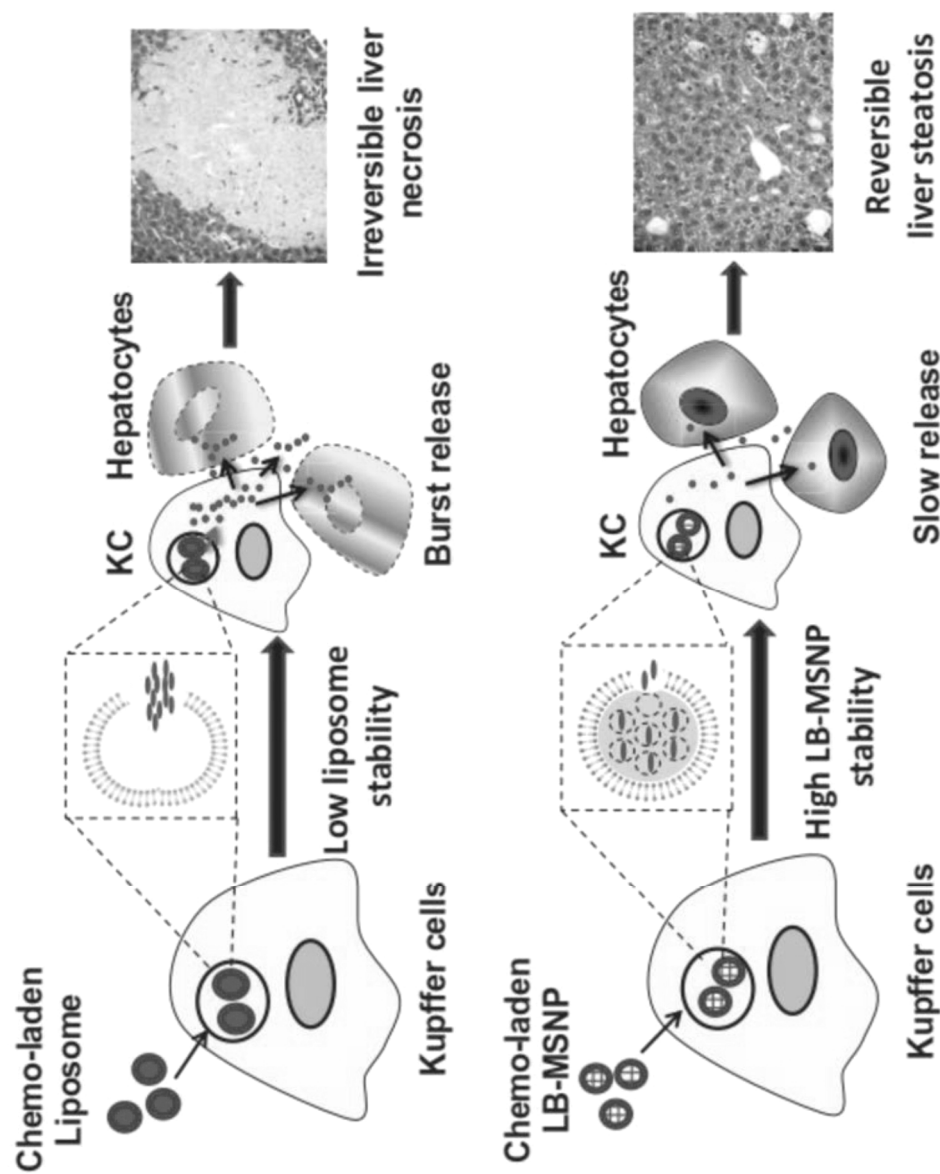 Chemo-laden
Liposome
Kupffer cells
Low liposome
stability
KC
Hepatocytes
Burst release
Irreversible liver
necrosis
Chemo-laden
LB-MSNP
Kupffer cells
High LB-MSNP
stability
KC
Hepatocytes
Slow release
Reversible
liver steatosis